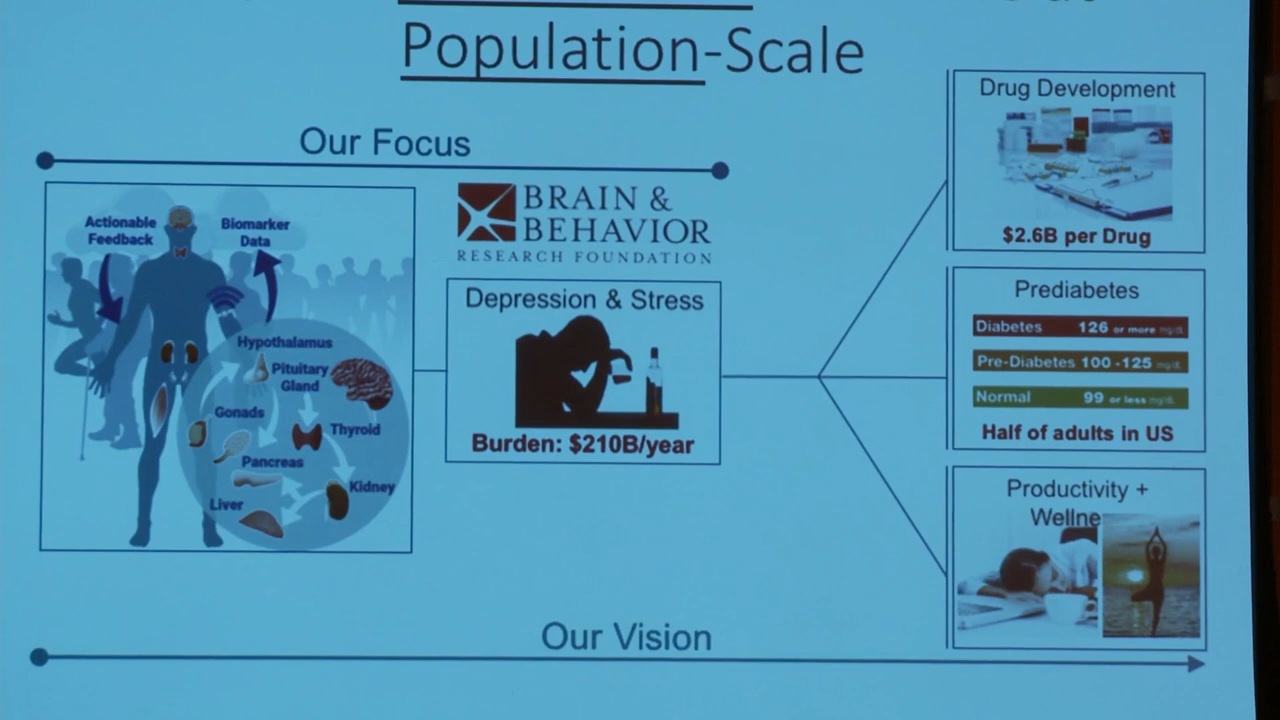 Population-Scale
Our Focus
Actionable
Feedback
Biomarker
Data
Hypothalamus
Pituitary
Gland
Gonads
Thyroid
Pancreas
Kidney
Liver
BRAIN &
BEHAVIOR
RESEARCH FOUNDATION
Depression & Stress
Burden: $210B/year
Drug Development
$2.6B per Drug
Prediabetes
Diabetes 126 or more mg/dL
Pre-Diabetes 100 -125 mg/dL
Normal 99 or less mg/dL
Half of adults in US
Productivity +
Wellne
Our Vision